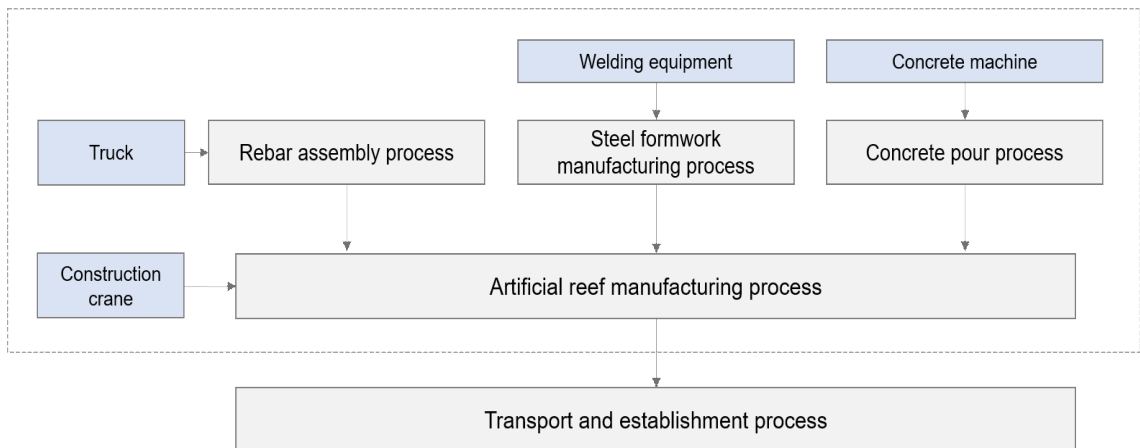 Welding equipment
Concrete machine
Truck
Rebar assembly process
Steel formwork
manufacturing process
Concrete pour process
Construction
crane
Artificial reef manufacturing process
Transport and establishment process